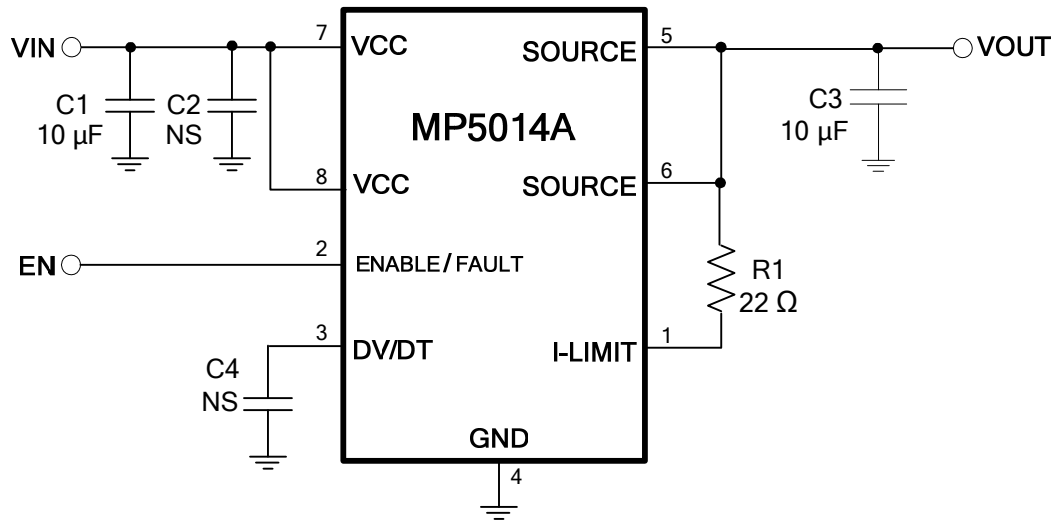 VIN
7
VCC
SOURCE
5
VOUT
C1
10 µF
C2
NS
C3
10 µF
MP5014A
8
VCC
SOURCE
6
EN
2
ENABLE/FAULT
R1
22 Ω
3
DV/DT
I-LIMIT
1
C4
NS
GND
4